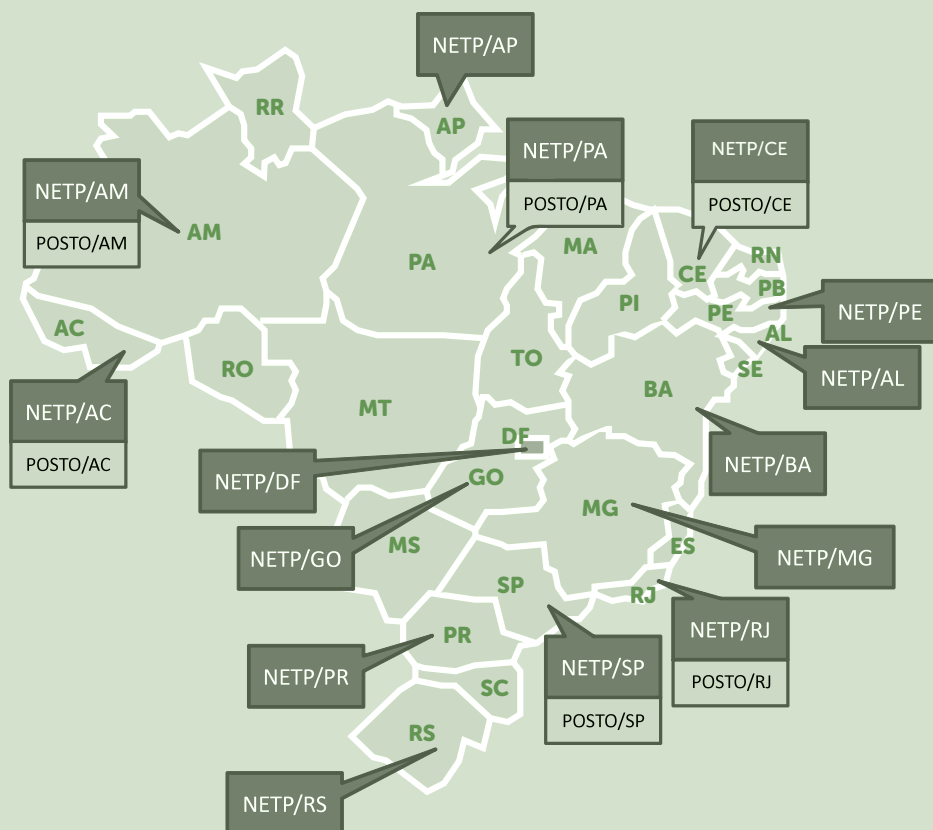 NETP/AP
RR
AP
NETP/PA
POSTO/PA
NETP/CE
POSTO/CE
NETP/AM
POSTO/AM
AM
PA
MA
CE
RN
PB
PI
PE
NETP/PE
AC
AL
RO
TO
SE
NETP/AL
BA
MT
NETP/AC
POSTO/AC
DF
NETP/BA
NETP/DF
GO
MG
NETP/GO
MS
ES
NETP/MG
SP
RJ
NETP/RJ
POSTO/RJ
PR
NETP/PR
NETP/SP
POSTO/SP
SC
RS
NETP/RS